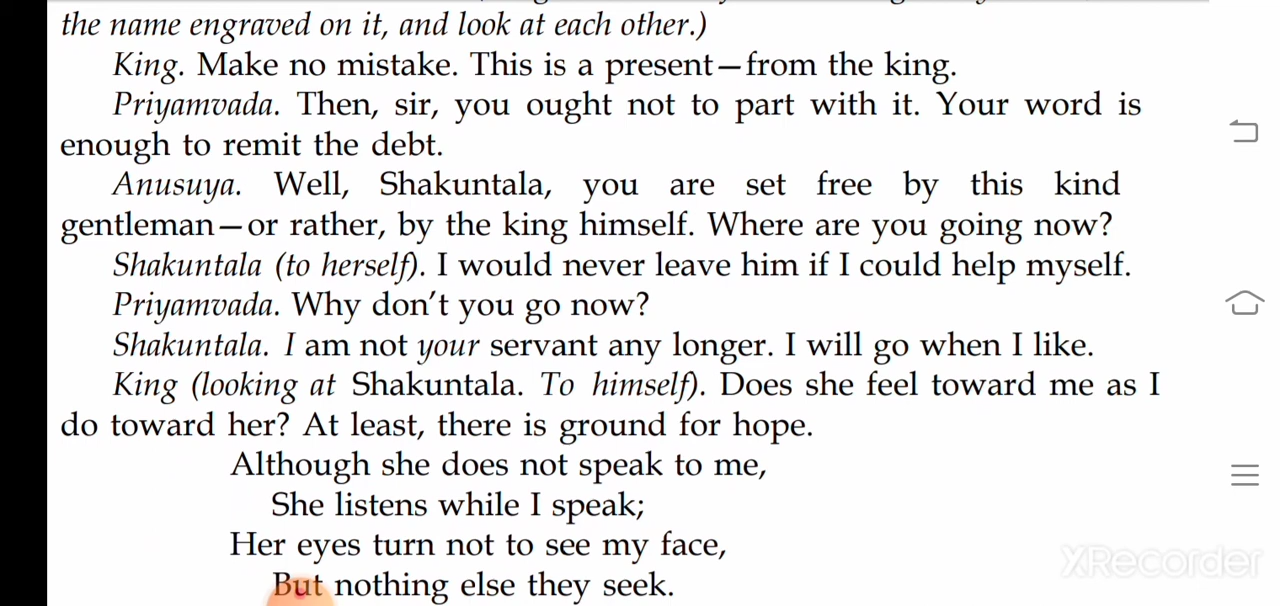 the name engraved on it, and look at each other.)
King. Make no mistake. This is a present—from the king.
Priyamvada. Then, sir, you ought not to part with it. Your word is
enough to remit the debt.
Anusuya. Well, Shakuntala, you are set free by this kind
gentleman—or rather, by the king himself. Where are you going now?
Shakuntala (to herself). I would never leave him if I could help myself.
Priyamvada. Why don't you go now?
Shakuntala. I am not your servant any longer. I will go when I like.
King (looking at Shakuntala. To himself). Does she feel toward me as I
do toward her? At least, there is ground for hope.
Although she does not speak to me,
She listens while I speak;
Her eyes turn not to see my face,
But nothing else they seek.
XRecorder